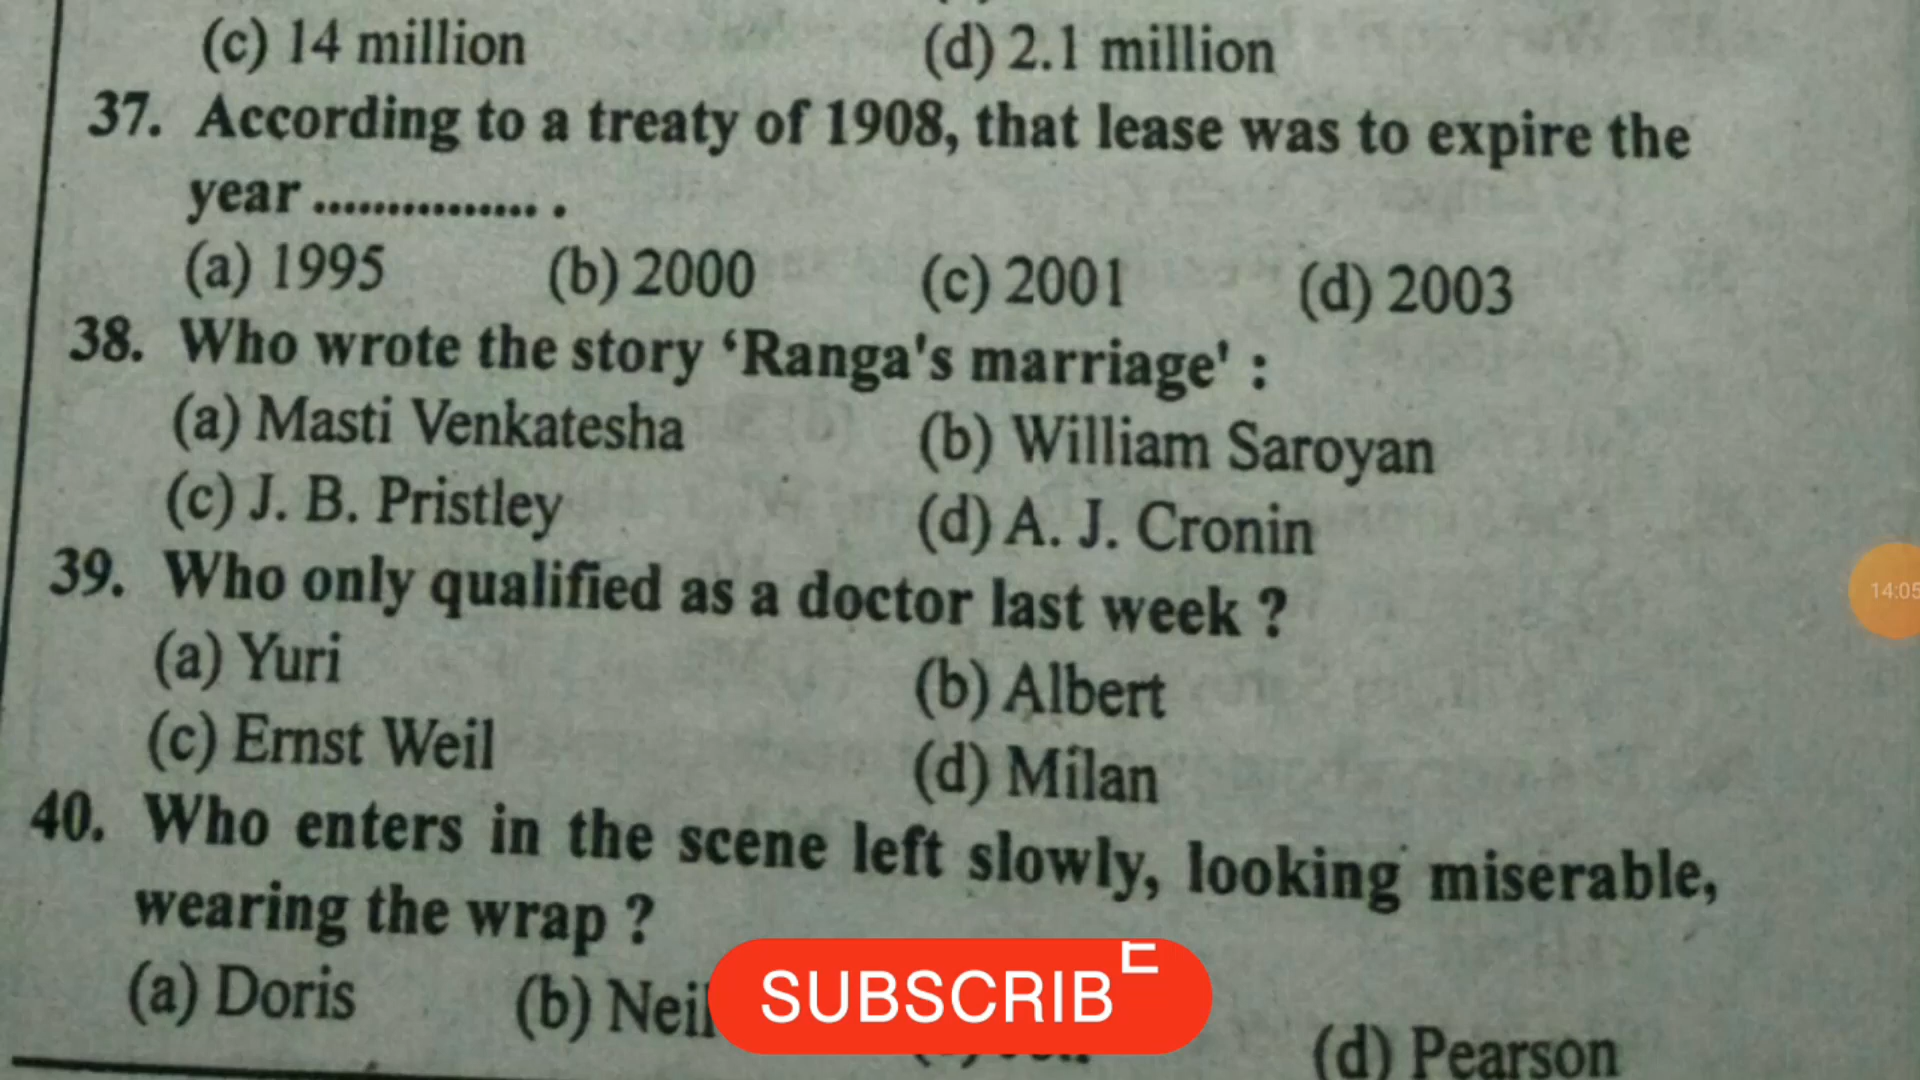 (c) 14 million (d) 2.1 million
37. According to a treaty of 1908, that lease was to expire the
year ............... .
(a) 1995 (b) 2000 (c) 2001 (d) 2003
38. Who wrote the story ‘Ranga's marriage' :
(a) Masti Venkatesha (b) William Saroyan
(c) J. B. Pristley (d) A. J. Cronin
39. Who only qualified as a doctor last week ?
(a) Yuri (b) Albert
(c) Ernst Weil (d) Milan
40. Who enters in the scene left slowly, looking miserable,
wearing the wrap ?
(a) Doris (b) Neil (d) Pearson
SUBSCRIBE
14:05